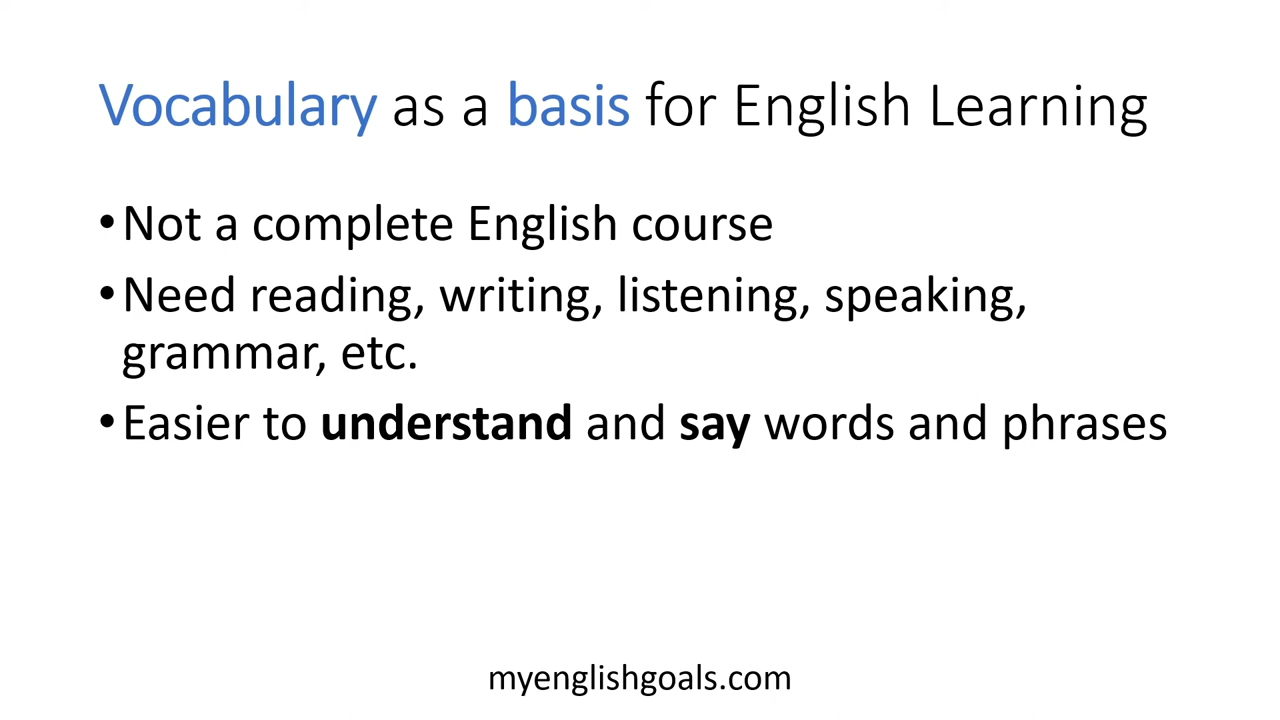 Vocabulary as a basis for English Learning
•Not a complete English course
•Need reading, writing, listening, speaking,
grammar, etc.
•Easier to understand and say words and phrases
myenglishgoals.com